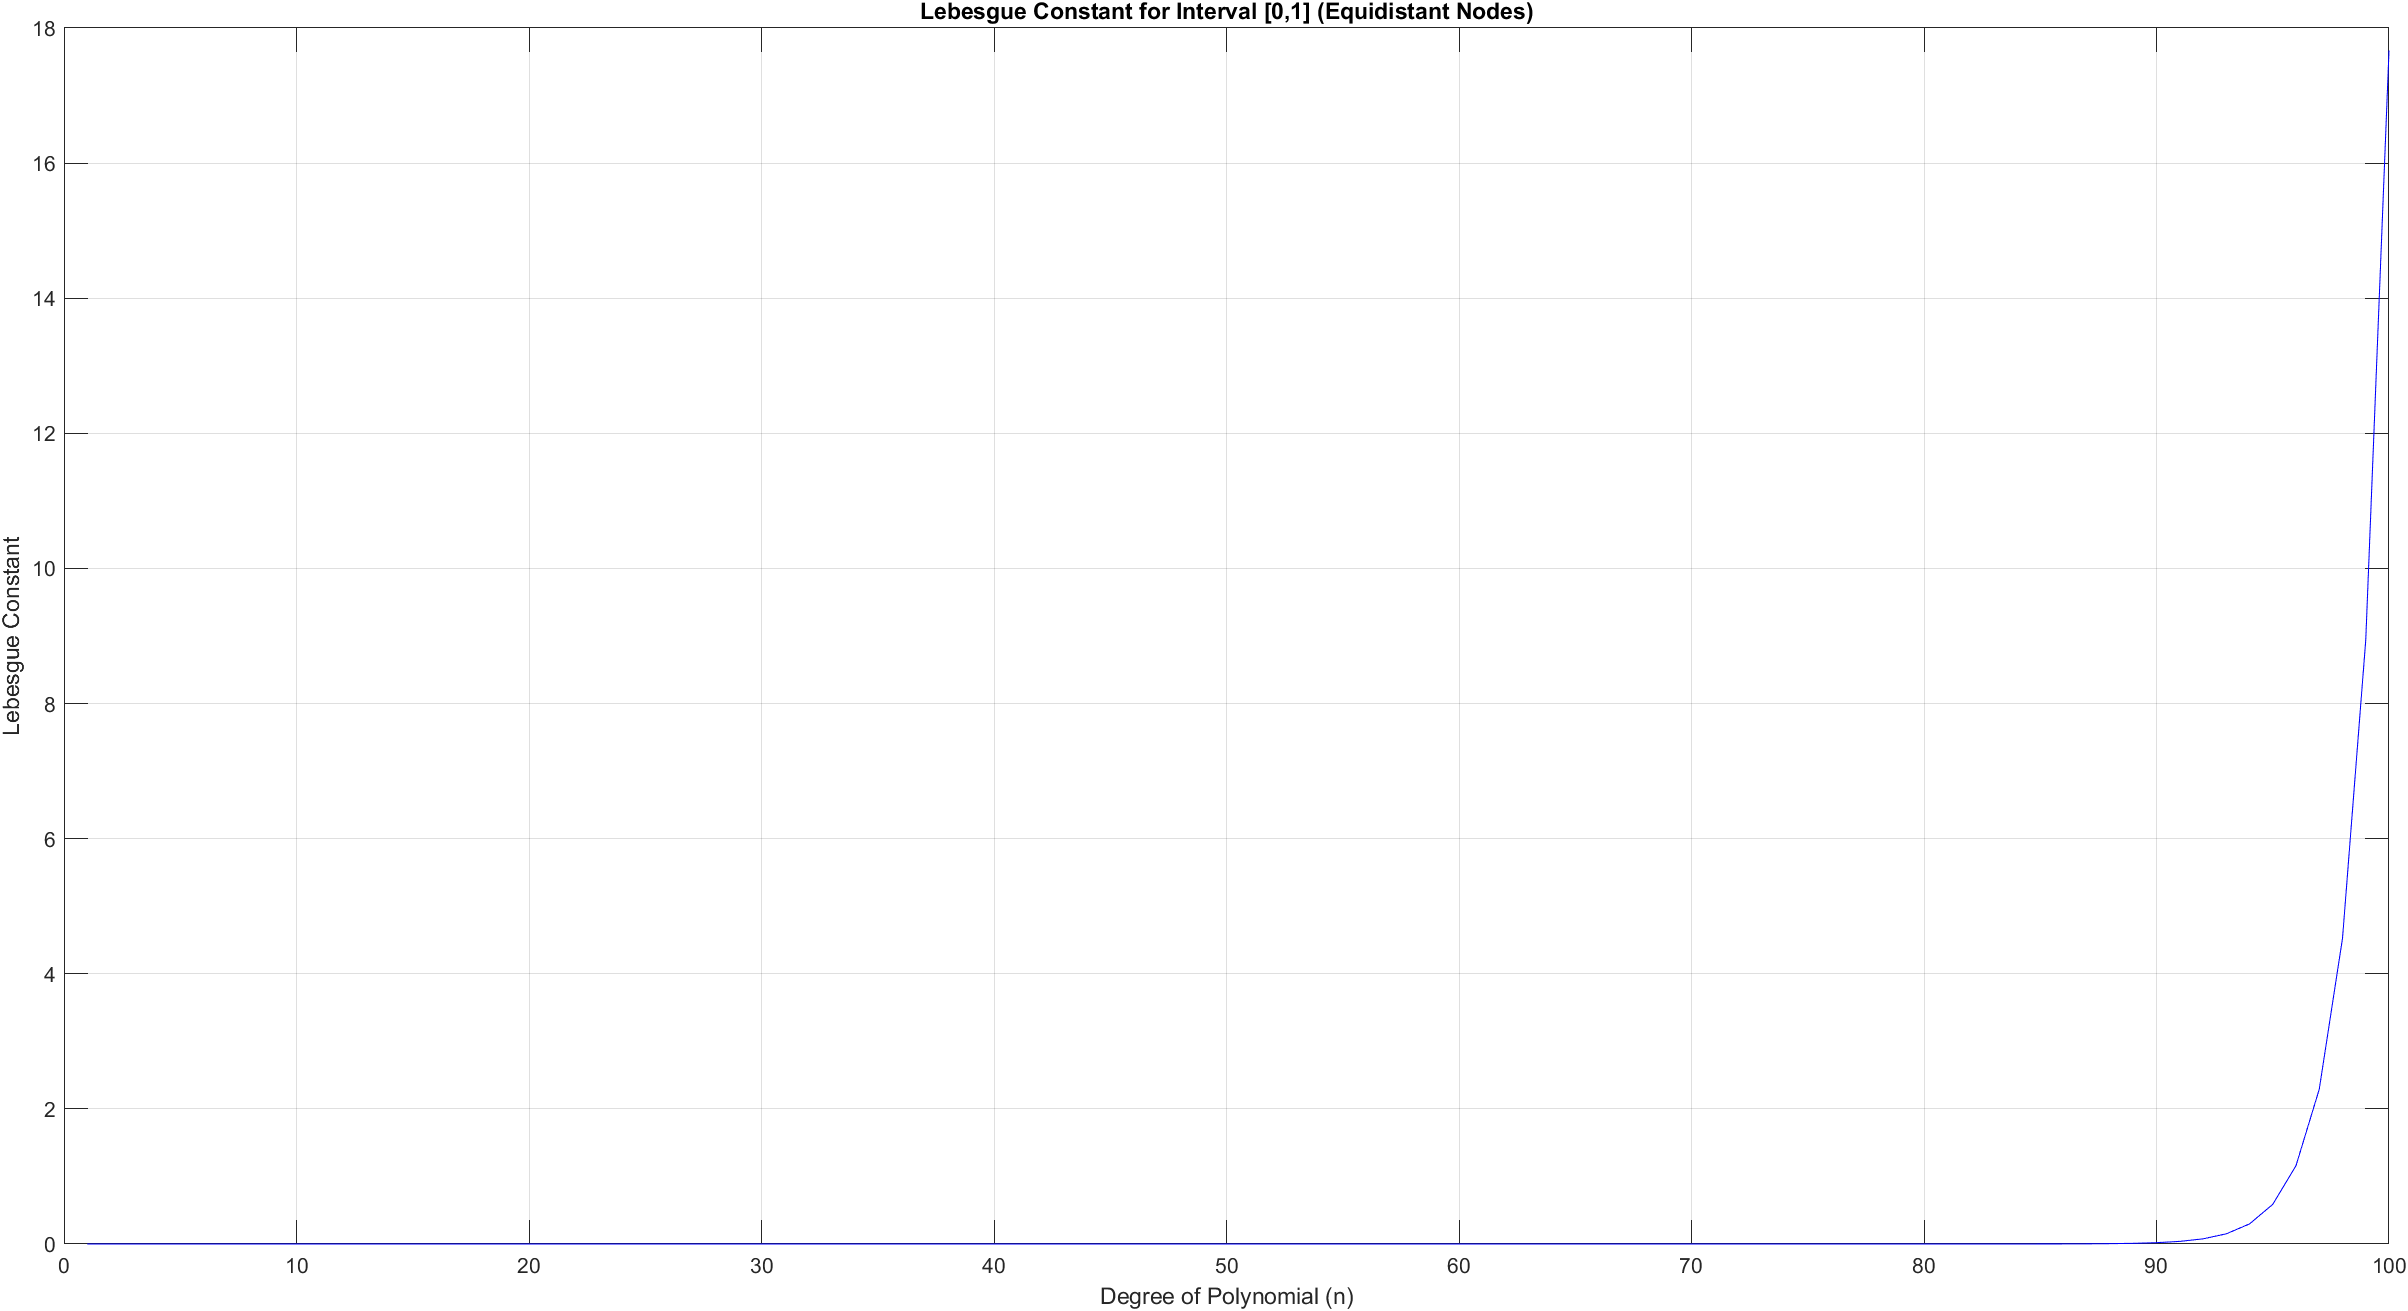 Lebesgue Constant for Interval [0,1] (Equidistant Nodes)
18
16
14
12
10
8
6
4
2
0
Lebesgue Constant
0 10 20 30 40 50 60 70 80 90 100
Degree of Polynomial (n)